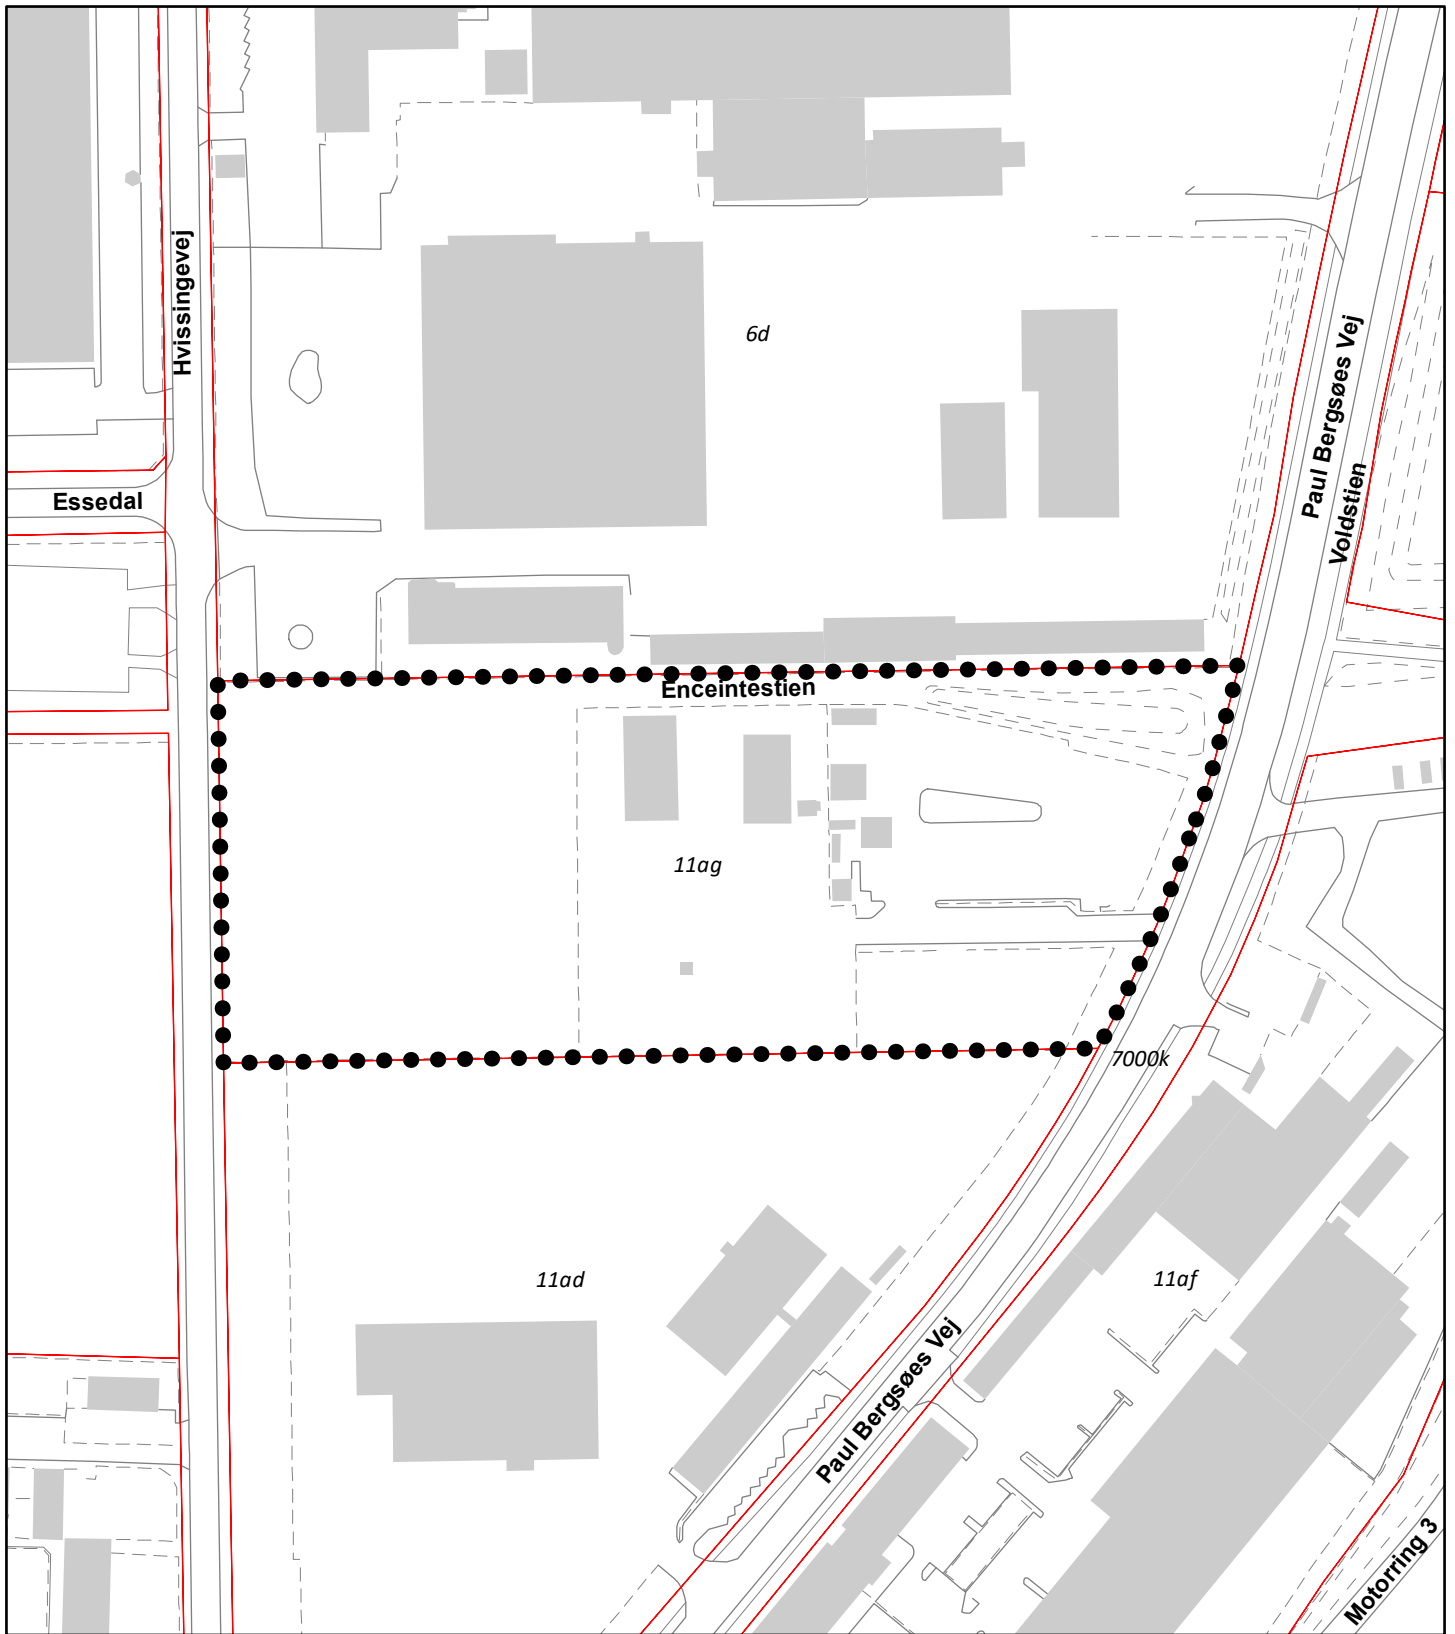 Hvissingevej
6d
Paul Bergsøes Vej
Voldstien
Essedal
Enceintestien
11ag
7000k
11ad
11af
Paul Bergsøes Vej
Motorring 3